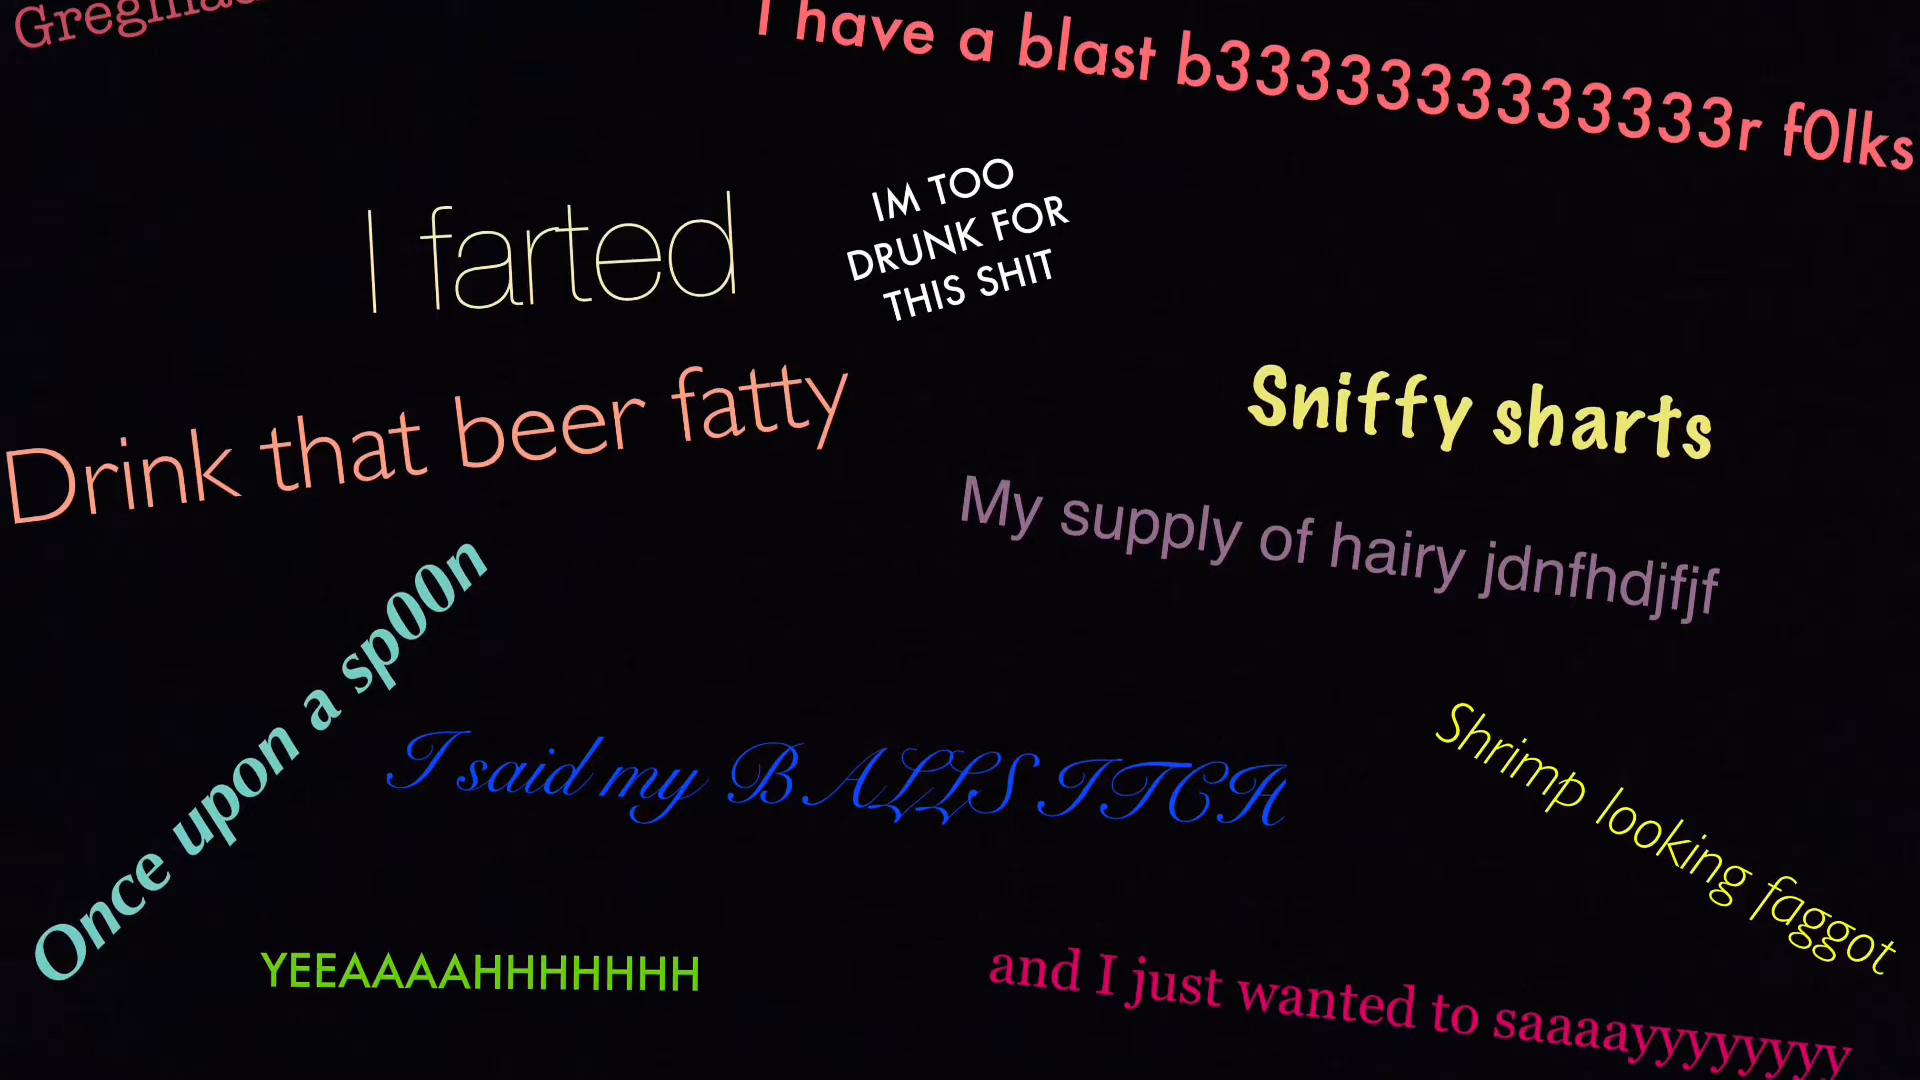 I have a blast b3333333333333r f0lks
I farted
IM TOO
DRUNK FOR
THIS SHIT
Drink that beer fatty
Sniffy sharts
My supply of hairy jdnfhdjfjf
Once upon a sp00n
I said my BALLS ITCH
Shrimp looking faggot
YEEAAAAHHHHHHH
and I just wanted to saaaayyyyyyyy